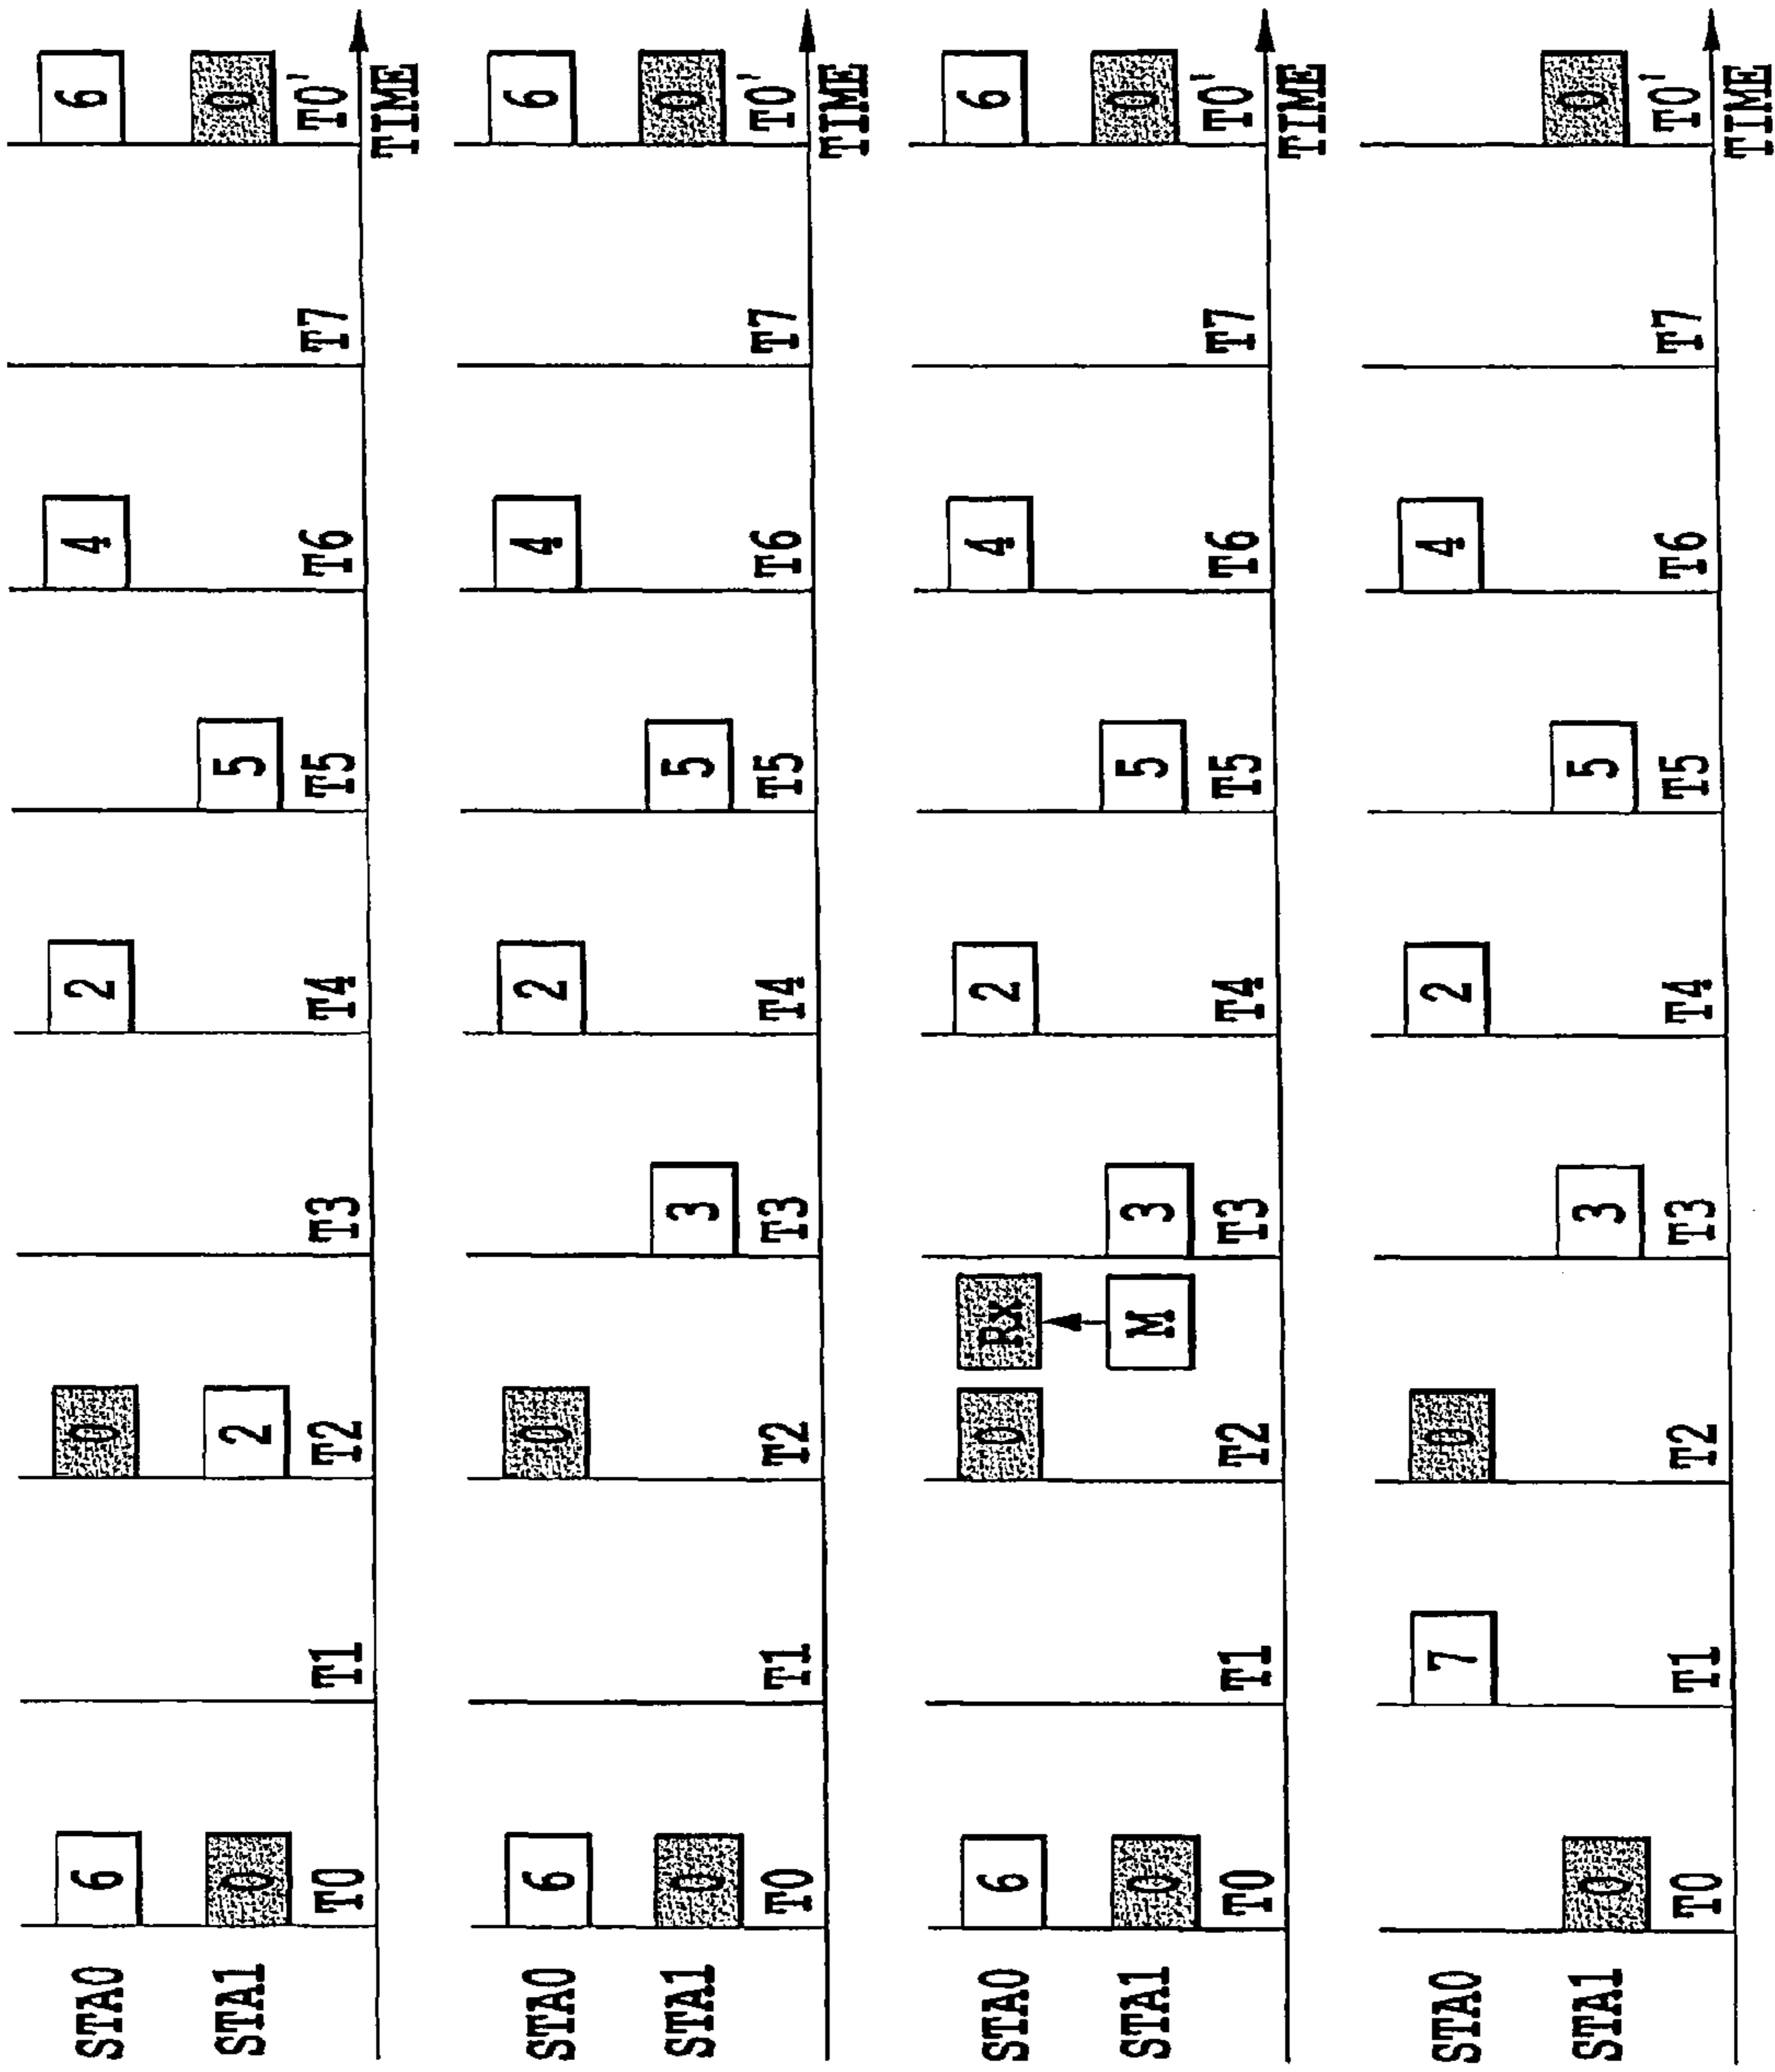 STA0 6 0 2 4 6
STA1 0 2 5 0
T0 T1 T2 T3 T4 T5 T6 T7 T0'
TIME
STA0 6 0 2 4 6
STA1 0 3 5 0
T0 T1 T2 T3 T4 T5 T6 T7 T0'
TIME
STA0 6 0 Rx 2 4 6
STA1 0 M 3 5 0
T0 T1 T2 T3 T4 T5 T6 T7 T0'
TIME
STA0 7 0 2 4
STA1 0 3 5 0
T0 T1 T2 T3 T4 T5 T6 T7 T0'
TIME